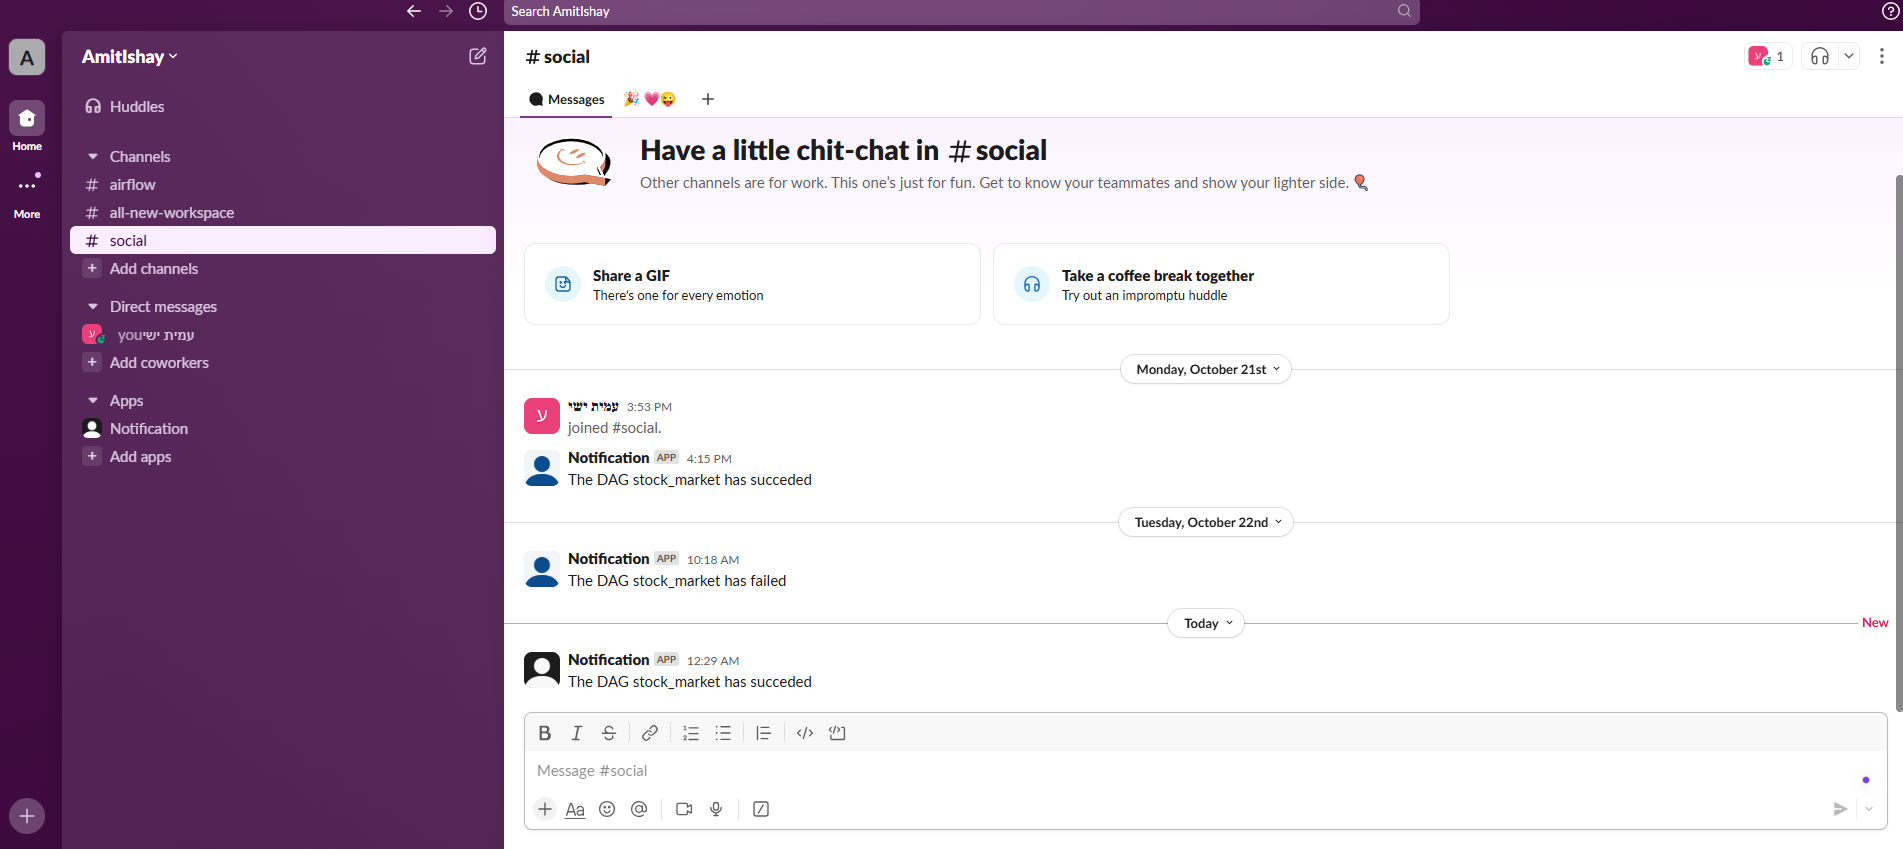 Search AmitIshay
A
AmitIshay
Home
More
Huddles
Channels
# airflow
# all-new-workspace
# social
+ Add channels
Direct messages
ע עמית ישי you
+ Add coworkers
Apps
Notification
+ Add apps
# social
ע 1
Messages
Have a little chit-chat in # social
Other channels are for work. This one's just for fun. Get to know your teammates and show your lighter side.
Share a GIF
There's one for every emotion
Take a coffee break together
Try out an impromptu huddle
Monday, October 21st
ע
עמית ישי 3:53 PM
joined #social.
Notification APP 4:15 PM
The DAG stock_market has succeded
Tuesday, October 22nd
Notification APP 10:18 AM
The DAG stock_market has failed
Today
New
Notification APP 12:29 AM
The DAG stock_market has succeded
B I S
Message #social
+ Aa @